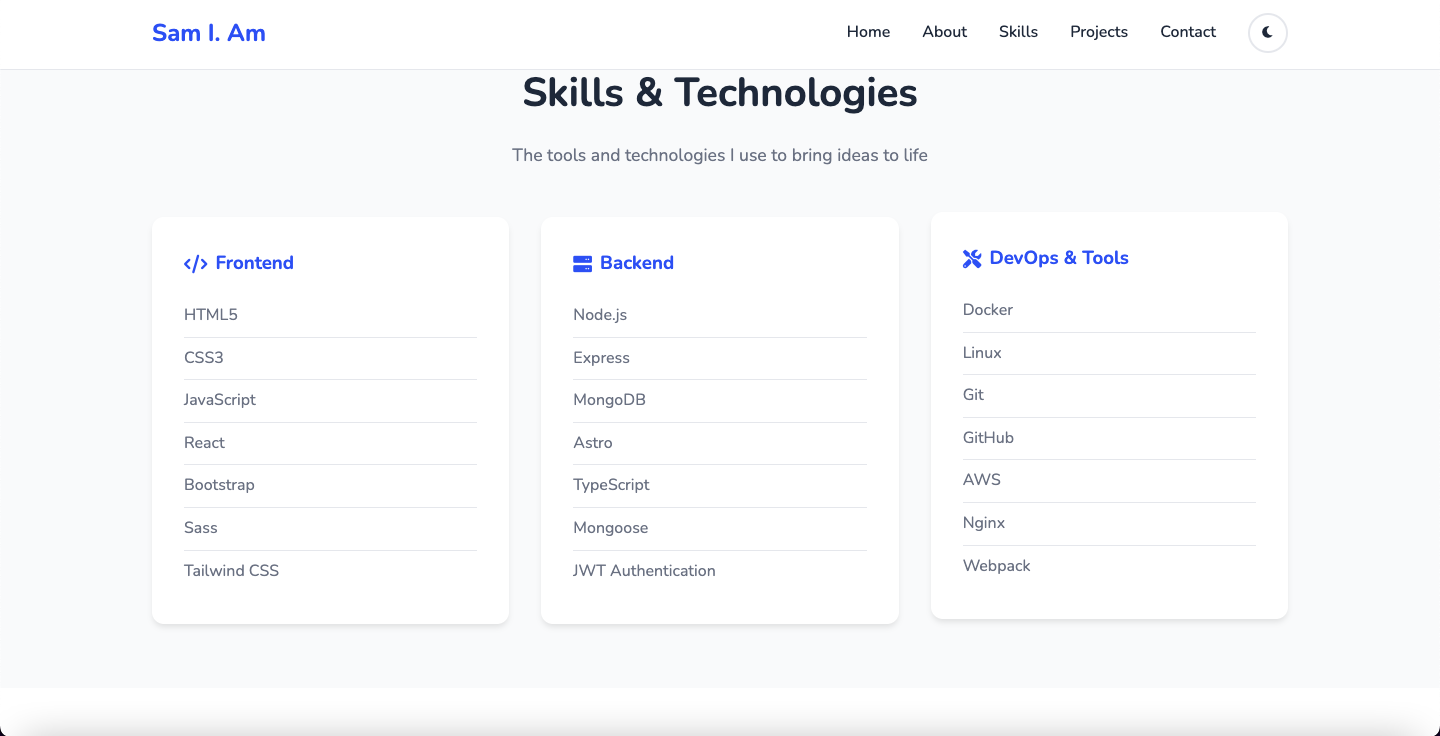 Sam I. Am
Home About Skills Projects Contact
Skills & Technologies
The tools and technologies I use to bring ideas to life
Frontend
HTML5
CSS3
JavaScript
React
Bootstrap
Sass
Tailwind CSS
Backend
Node.js
Express
MongoDB
Astro
TypeScript
Mongoose
JWT Authentication
DevOps & Tools
Docker
Linux
Git
GitHub
AWS
Nginx
Webpack